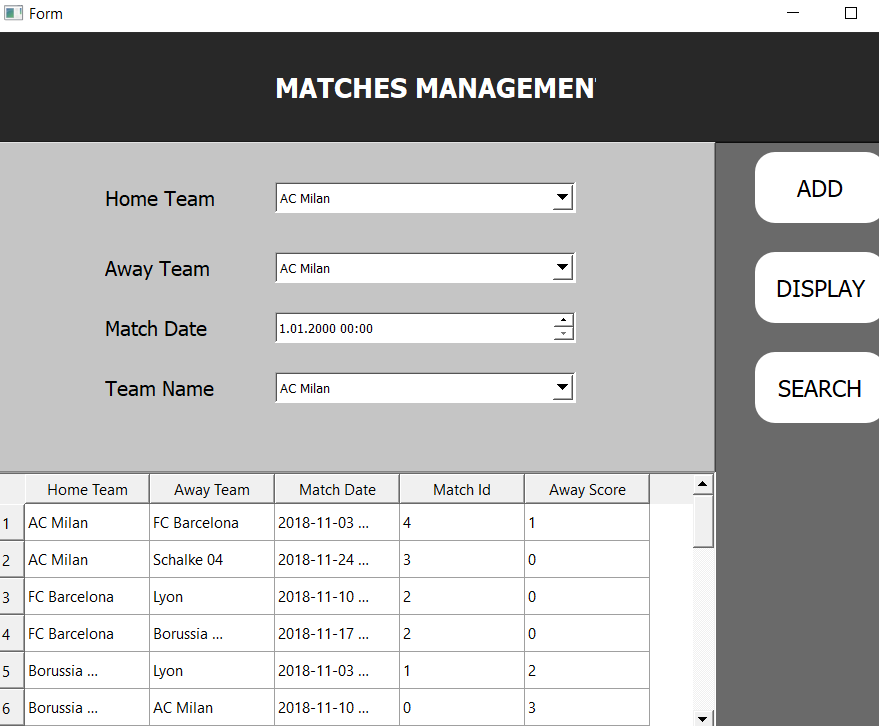 Form
MATCHES MANAGEMEN
ADD
Home Team AC Milan
DISPLAY
Away Team AC Milan
Match Date 1.01.2000 00:00
SEARCH
Team Name AC Milan
Home Team Away Team Match Date Match Id Away Score
1 AC Milan FC Barcelona 2018-11-03 ... 4 1
2 AC Milan Schalke 04 2018-11-24 ... 3 0
3 FC Barcelona Lyon 2018-11-10 ... 2 0
4 FC Barcelona Borussia ... 2018-11-17 ... 2 0
5 Borussia ... Lyon 2018-11-03 ... 1 2
6 Borussia ... AC Milan 2018-11-10 ... 0 3